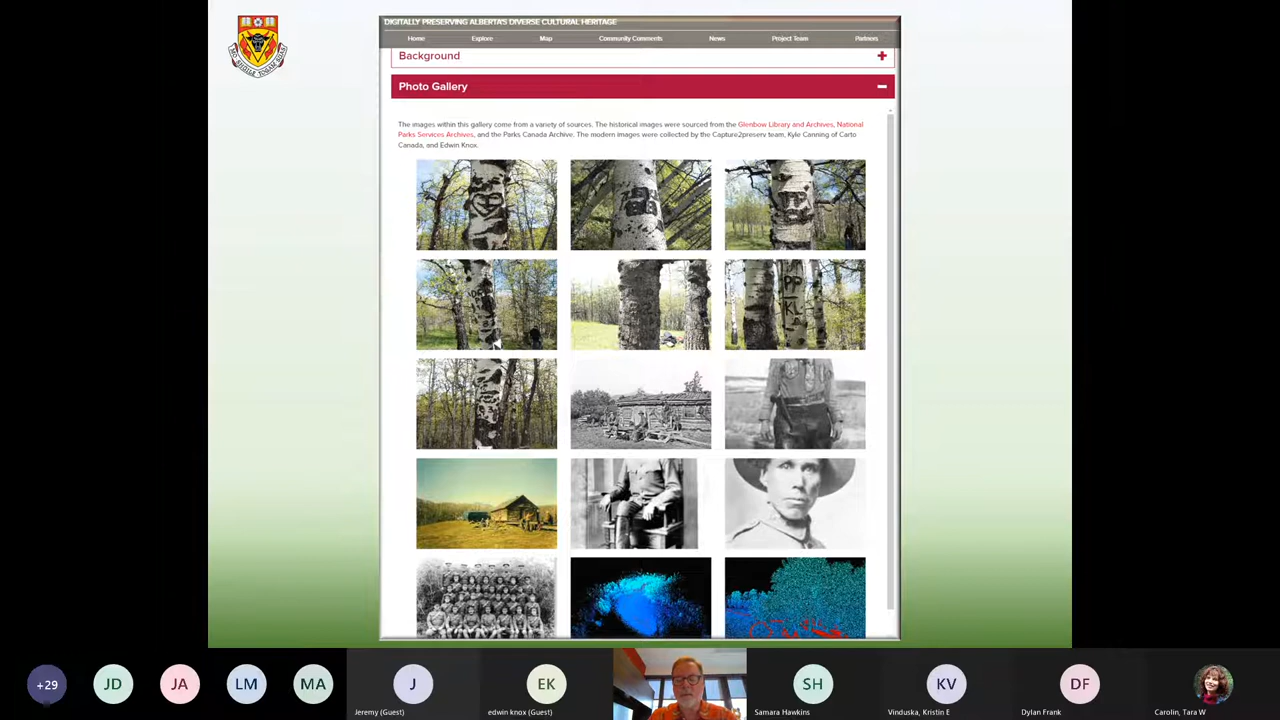 DIGITALLY PRESERVING ALBERTA'S DIVERSE CULTURAL HERITAGE
Home Explore Map Community Comments News Project Team Partners
Background
Photo Gallery
The images within this gallery come from a variety of sources. The historical images were sourced from the Glenbow Library and Archives, National
Parks Services Archives, and the Parks Canada Archive. The modern images were collected by the Capture2preserv team, Kyle Canning of Carto
Canada, and Edwin Knox.
PP
KL
+29 JD JA LM MA J EK SH KV DF
Jeremy (Guest) edwin knox (Guest) Samara Hawkins Vinduska, Kristin E Dylan Frank Carolin, Tara W